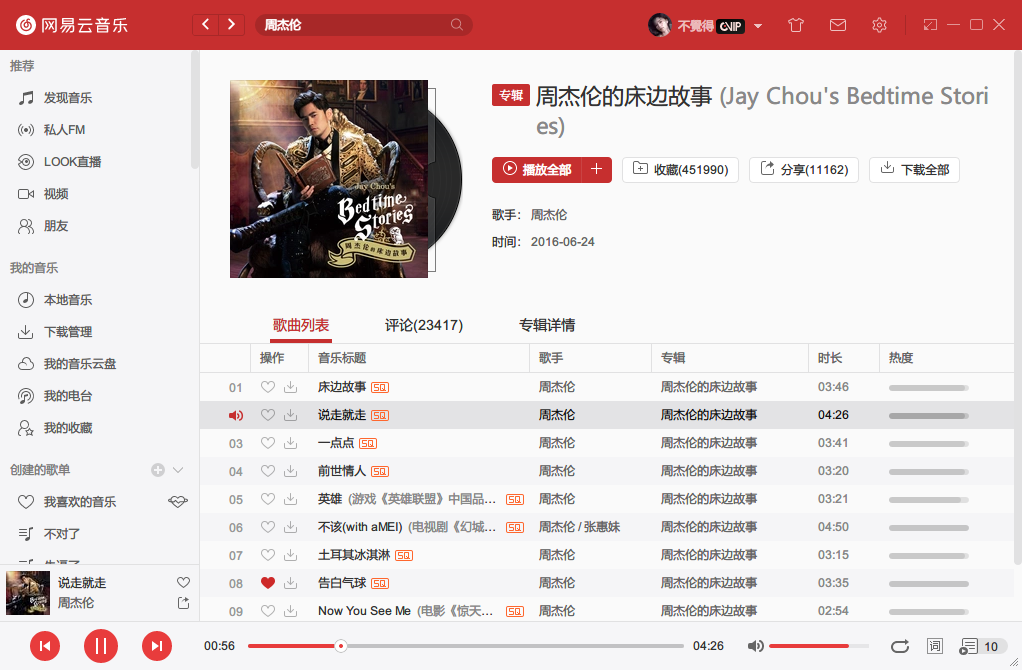 网易云音乐
周杰伦
不覺得
VIP
推荐
发现音乐
私人FM
LOOK直播
视频
朋友
我的音乐
本地音乐
下载管理
我的音乐云盘
我的电台
我的收藏
创建的歌单
我喜欢的音乐
不对了
Jay Chou's
Bedtime
Stories
周杰伦的床边故事
专辑 周杰伦的床边故事 (Jay Chou's Bedtime Stori
es)
播放全部 收藏(451990) 分享(11162) 下载全部
歌手： 周杰伦
时间： 2016-06-24
歌曲列表 评论(23417) 专辑详情
操作 音乐标题 歌手 专辑 时长 热度
01 床边故事 SQ 周杰伦 周杰伦的床边故事 03:46
说走就走 SQ 周杰伦 周杰伦的床边故事 04:26
03 一点点 SQ 周杰伦 周杰伦的床边故事 03:41
04 前世情人 SQ 周杰伦 周杰伦的床边故事 03:20
05 英雄 (游戏《英雄联盟》中国品... SQ 周杰伦 周杰伦的床边故事 03:21
06 不该(with aMEI) (电视剧《幻城... SQ 周杰伦 / 张惠妹 周杰伦的床边故事 04:50
07 土耳其冰淇淋 SQ 周杰伦 周杰伦的床边故事 03:15
08 告白气球 SQ 周杰伦 周杰伦的床边故事 03:35
09 Now You See Me (电影《惊天... SQ 周杰伦 周杰伦的床边故事 02:54
说走就走
周杰伦
00:56 04:26 词 10